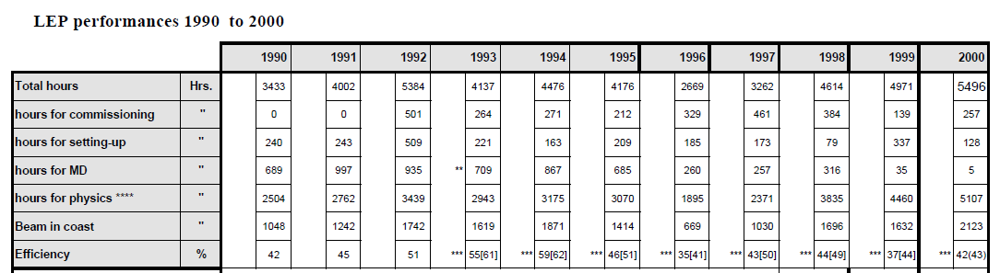 LEP performances 1990 to 2000
1990 1991 1992 1993 1994 1995 1996 1997 1998 1999 2000
Total hours Hrs. 3433 4002 5384 4137 4476 4176 2669 3262 4614 4971 5496
hours for commissioning " 0 0 501 264 271 212 329 461 384 139 257
hours for setting-up " 240 243 509 221 163 209 185 173 79 337 128
hours for MD " 689 997 935 ** 709 867 685 260 257 316 35 5
hours for physics **** " 2504 2762 3439 2943 3175 3070 1895 2371 3835 4460 5107
Beam in coast " 1048 1242 1742 1619 1871 1414 669 1030 1696 1632 2123
Efficiency % 42 45 51 *** 55[61] *** 59[62] *** 46[51] *** 35[41] *** 43[50] *** 44[49] *** 37[44] *** 42(43)